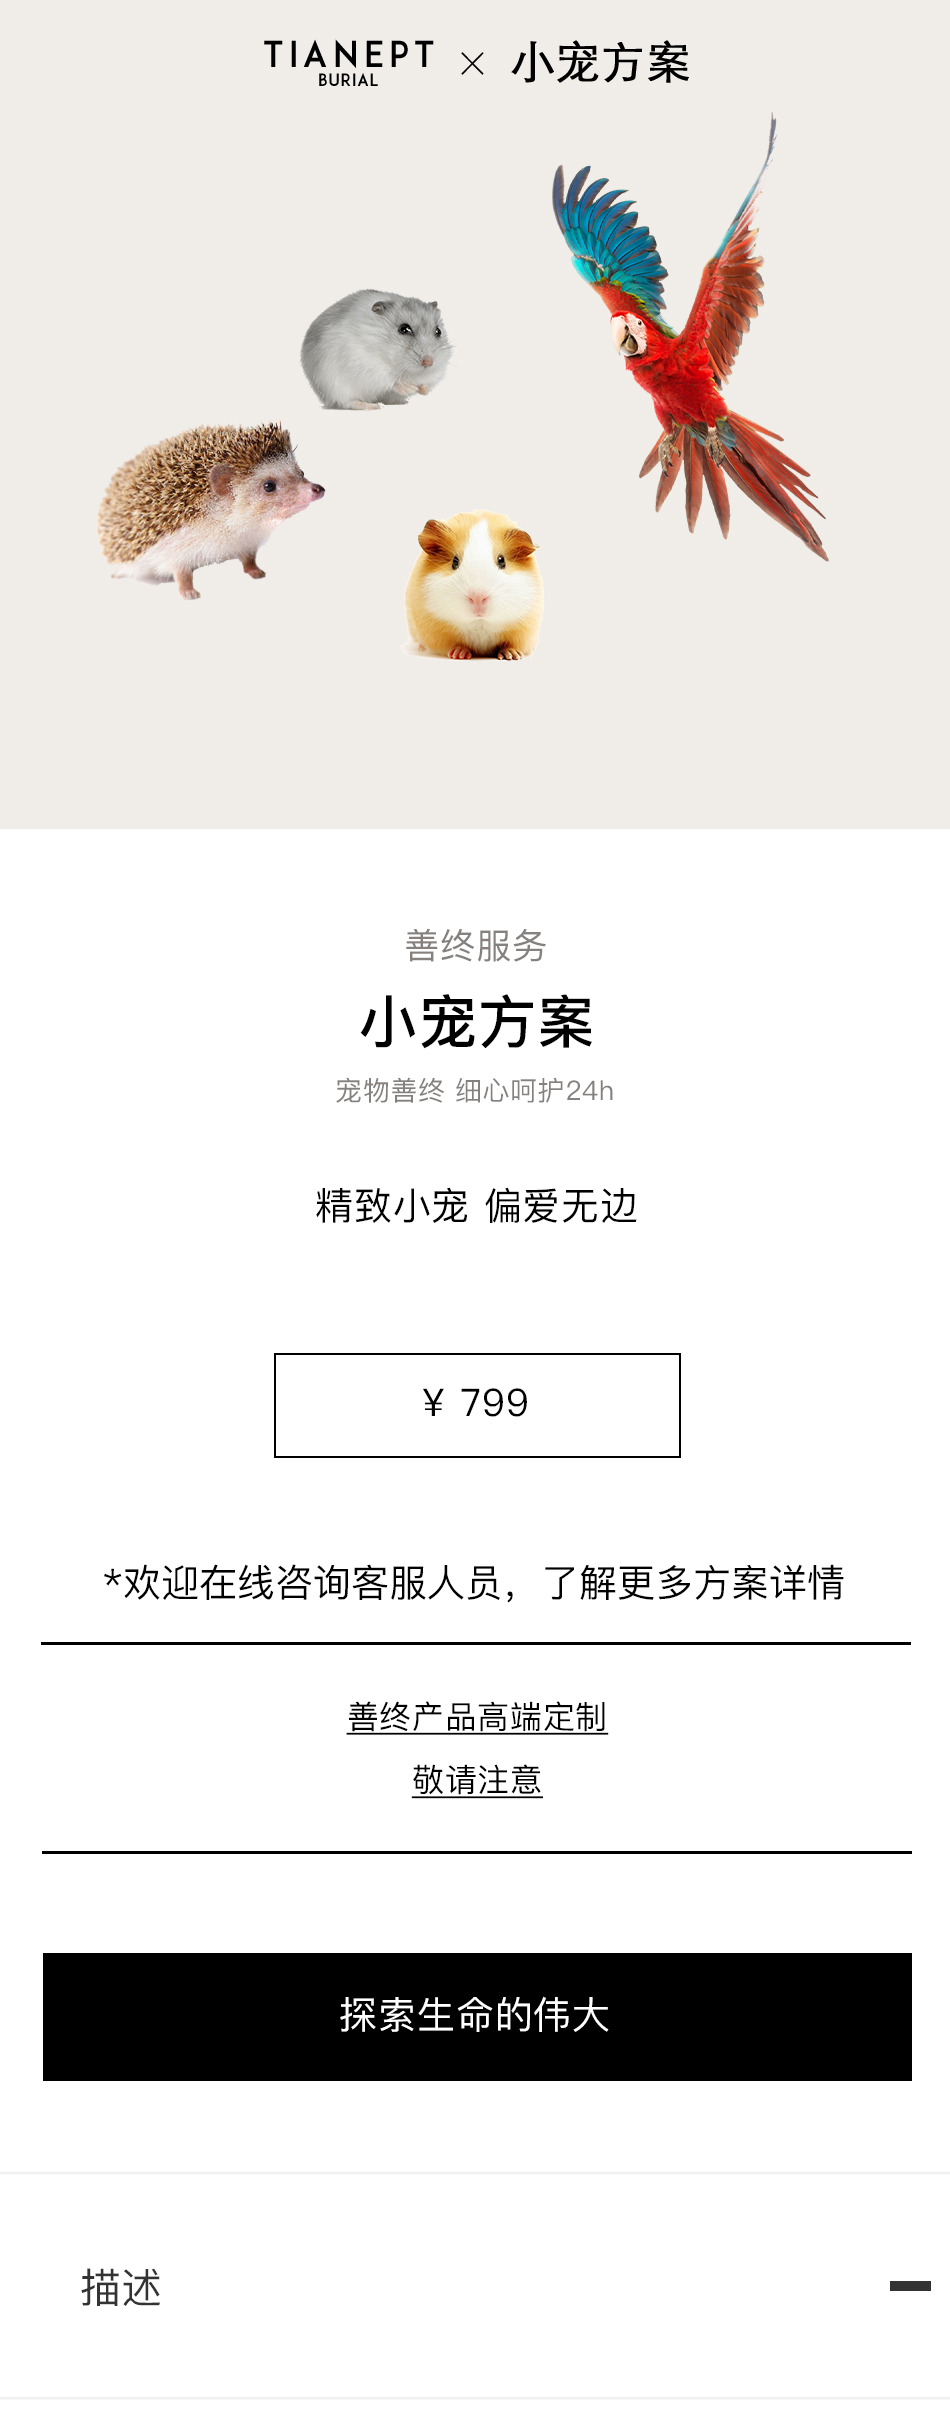 TIANEPT
BURIAL
× 小宠方案
善终服务
小宠方案
宠物善终 细心呵护24h
精致小宠 偏爱无边
¥ 799
*欢迎在线咨询客服人员，了解更多方案详情
善终产品高端定制
敬请注意
探索生命的伟大
描述